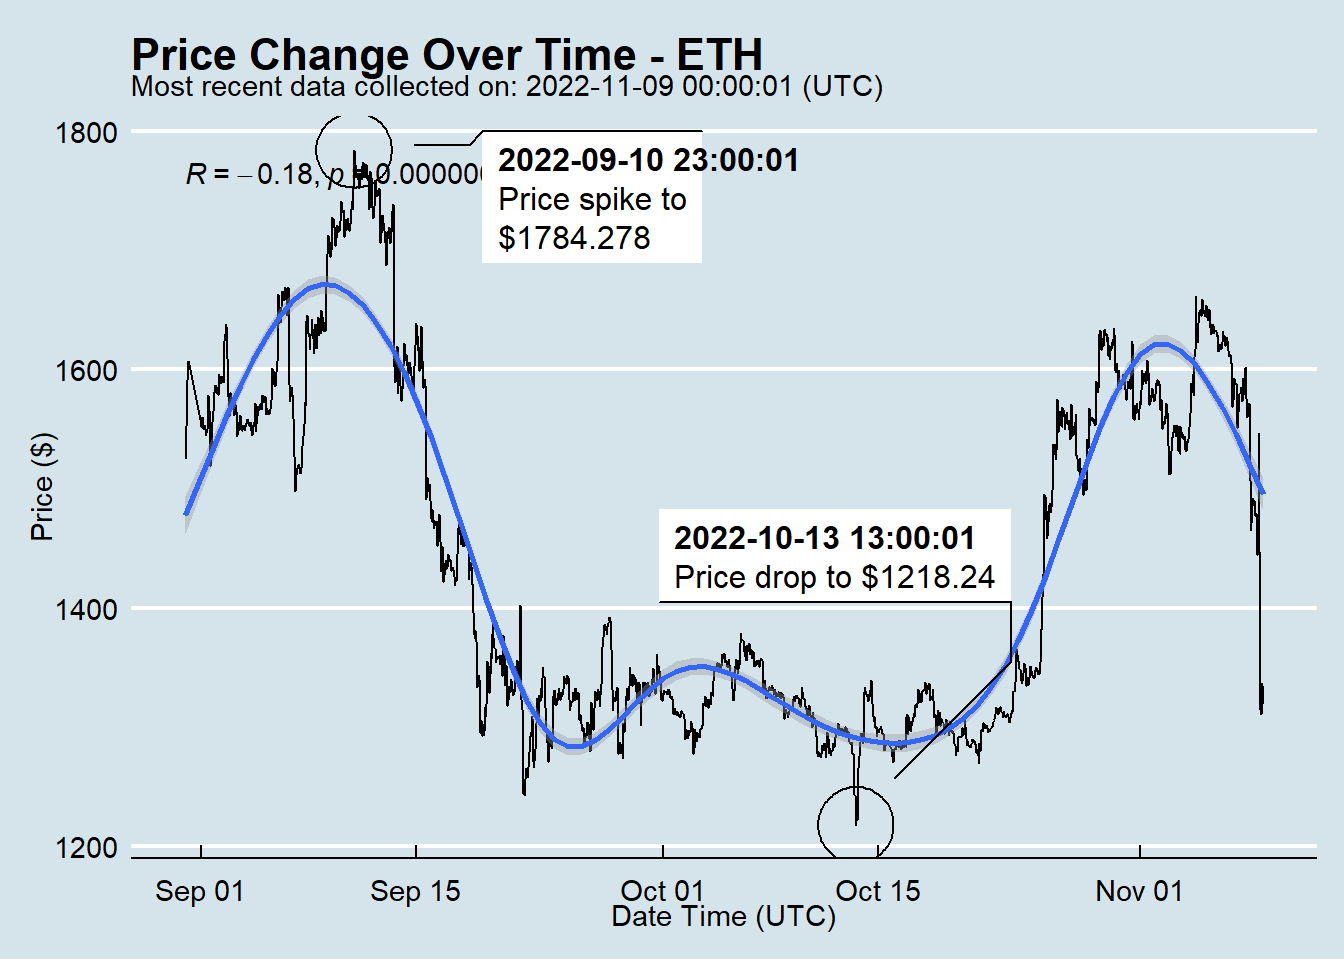 Price Change Over Time - ETH
Most recent data collected on: 2022-11-09 00:00:01 (UTC)
1800
R = −0.18, p = 0.000000
2022-09-10 23:00:01
Price spike to
$1784.278
1600
Price ($)
2022-10-13 13:00:01
Price drop to $1218.24
1400
1200
Sep 01
Sep 15
Oct 01
Oct 15
Nov 01
Date Time (UTC)